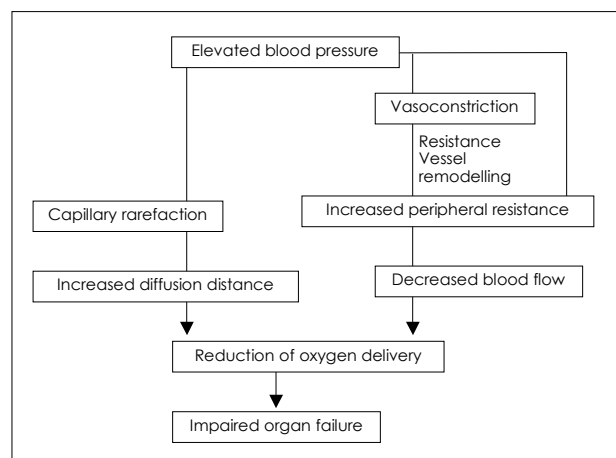 Elevated blood pressure
Vasoconstriction
Resistance
Vessel
remodelling
Capillary rarefaction
Increased peripheral resistance
Increased diffusion distance
Decreased blood flow
Reduction of oxygen delivery
Impaired organ failure